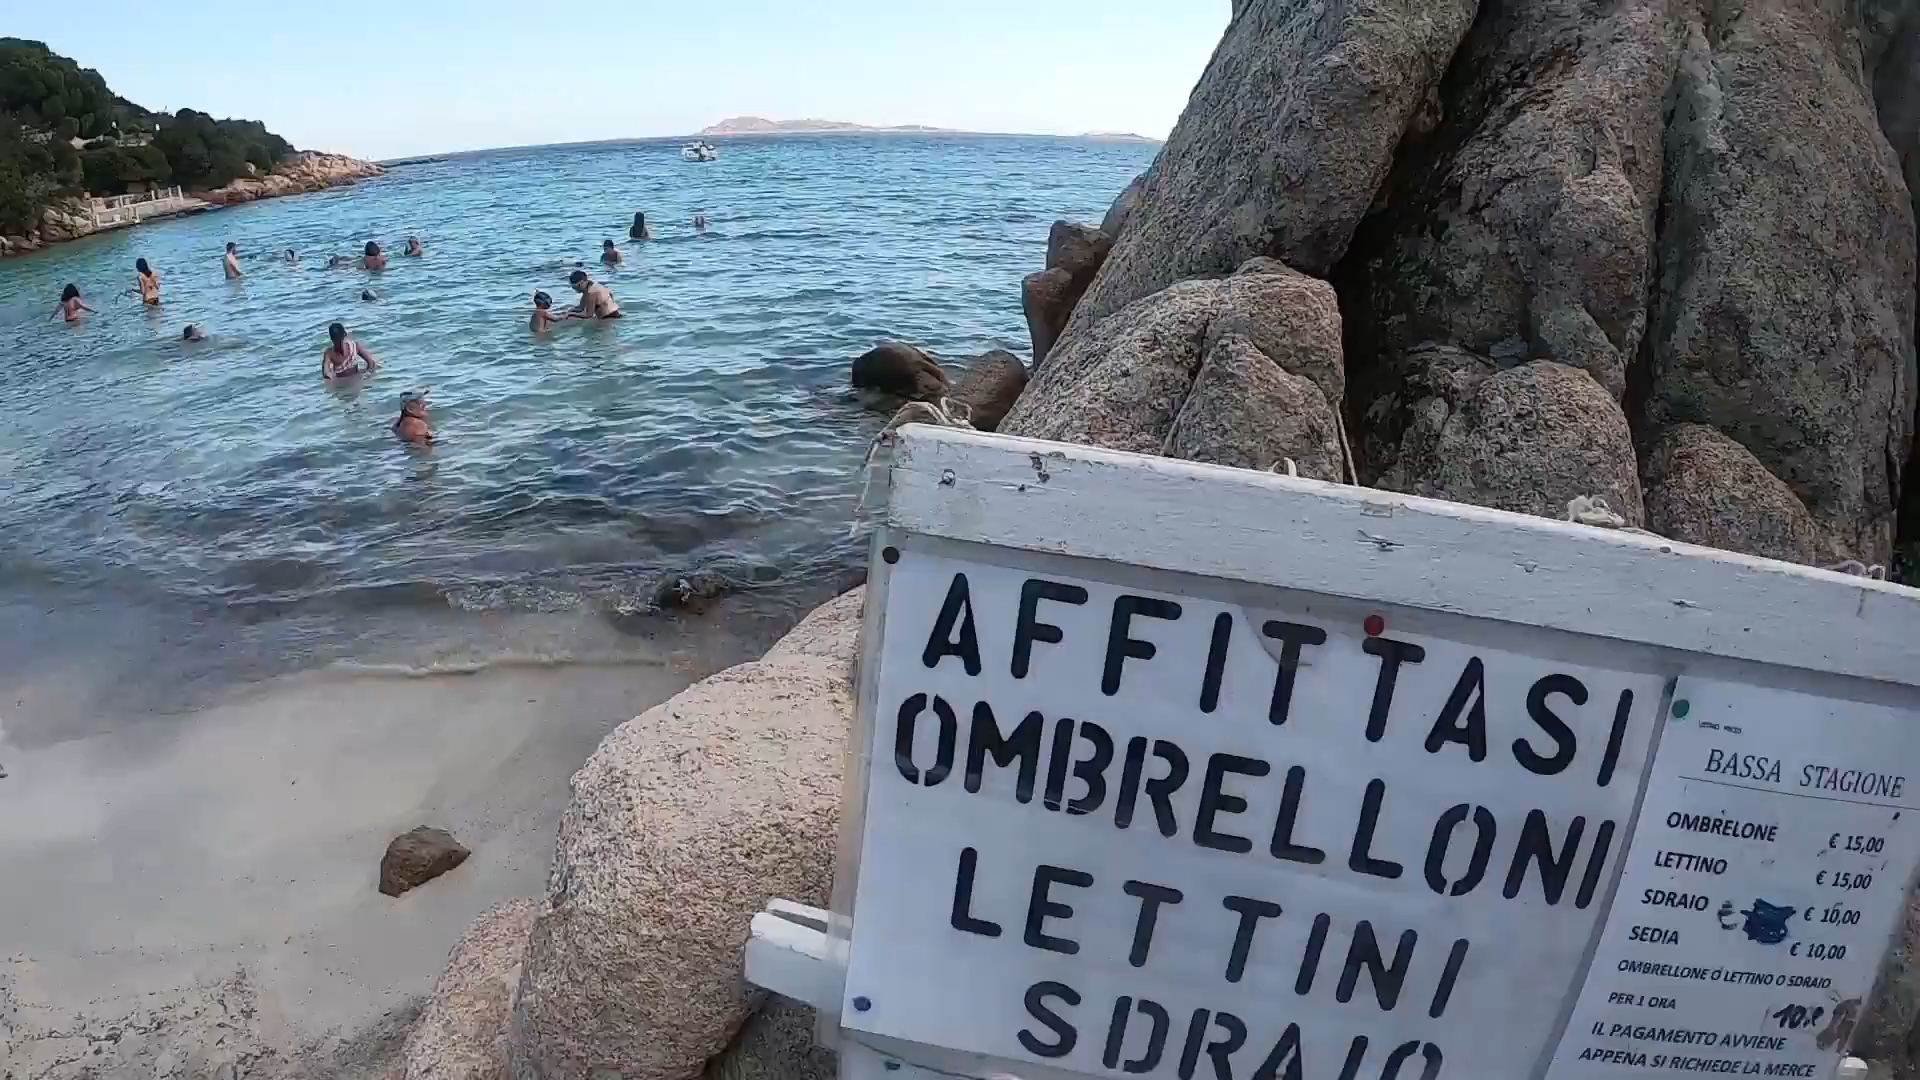 AFFITTASI
OMBRELLONI
LETTINI
SDRAIO
BASSA STAGIONE
OMBRELONE € 15,00
LETTINO € 15,00
SDRAIO € € 10,00
SEDIA € 10,00
OMBRELLONE O LETTINO O SDRAIO
PER 1 ORA 10,€
IL PAGAMENTO AVVIENE
APPENA SI RICHIEDE LA MERCE